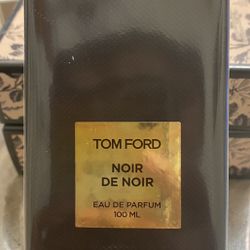 TOM FORD
NOIR
DE NOIR
EAU DE PARFUM
100 ML